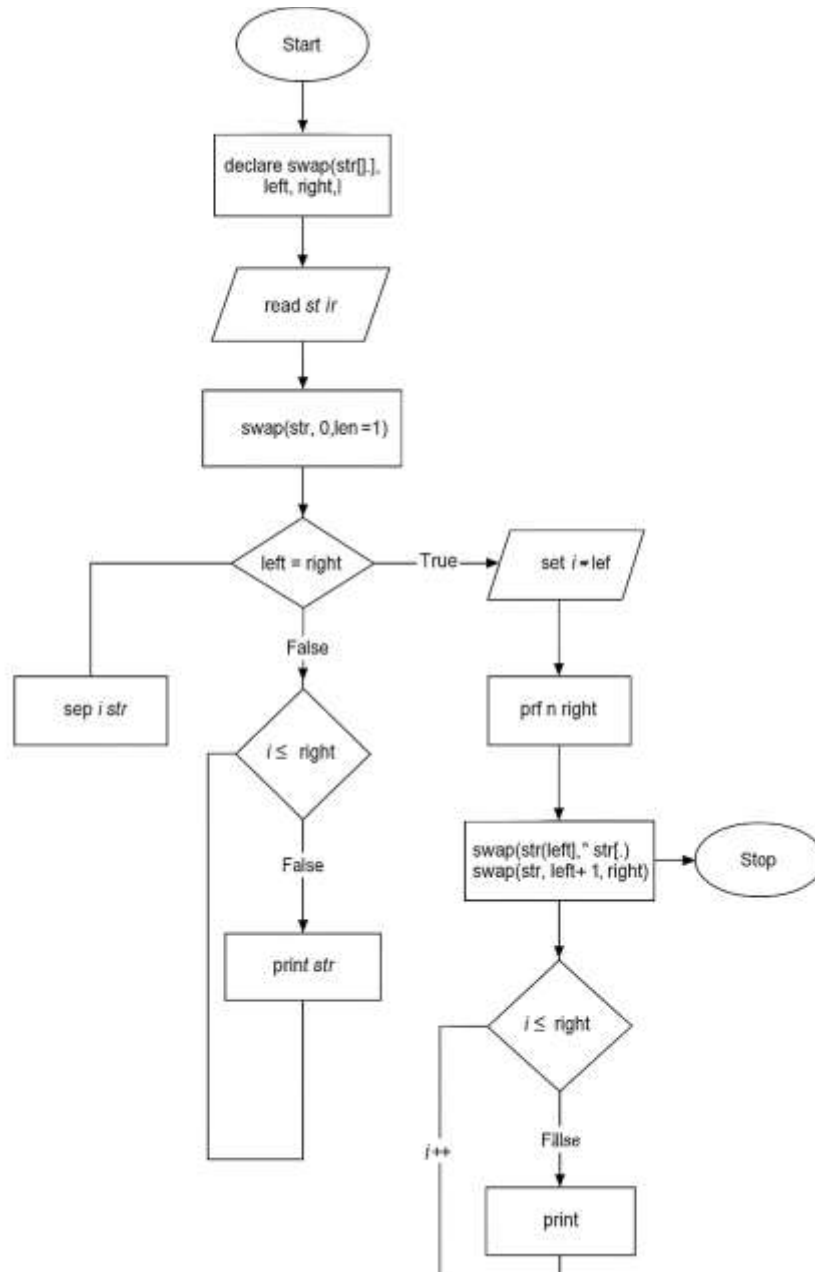 Start
declare swap(str[].],
left, right,l
read st ir
swap(str, 0,len =1)
left = right
True
set i = lef
False
sep i str
prf n right
i ≤ right
swap(str(left]," str[.)
swap(str, left+ 1, right)
Stop
False
print str
i ≤ right
i++
Fillse
print